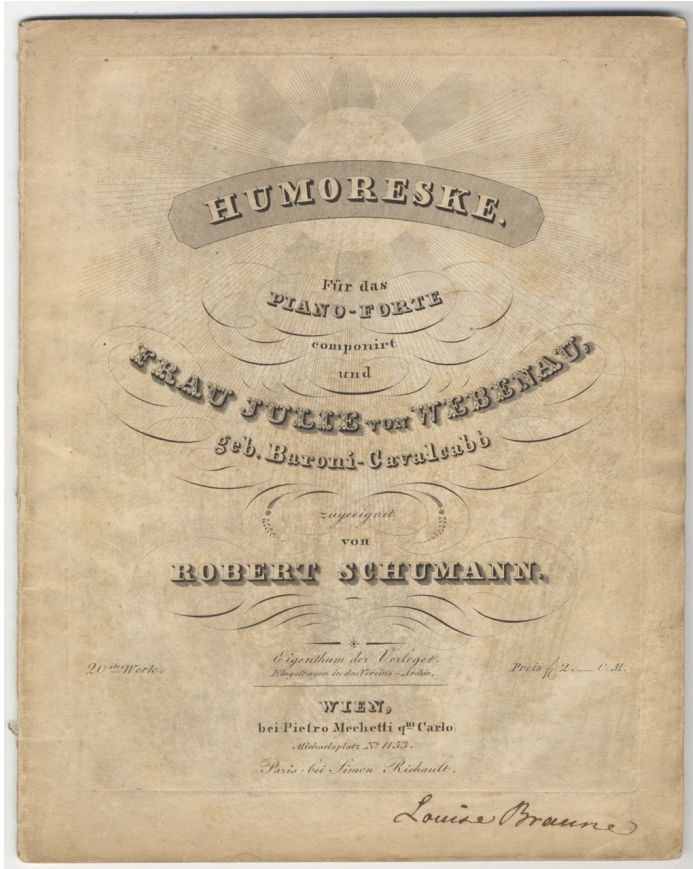 HUMORESKE.
Für das
PIANO-FORTE
componirt
und
FRAU JULIE VON WEBENAU,
geb. Baroni-Cavalcabò
zugeeignet
von
ROBERT SCHUMANN.
20tes Werk.
Eigenthum der Verleger.
Eingetragen in das Vereins-Archiv.
Preis f 2.— C.M.
WIEN,
bei Pietro Mechetti qm Carlo,
Michaelsplatz No 1153.
Paris bei Simon Richault.
Louise Braune